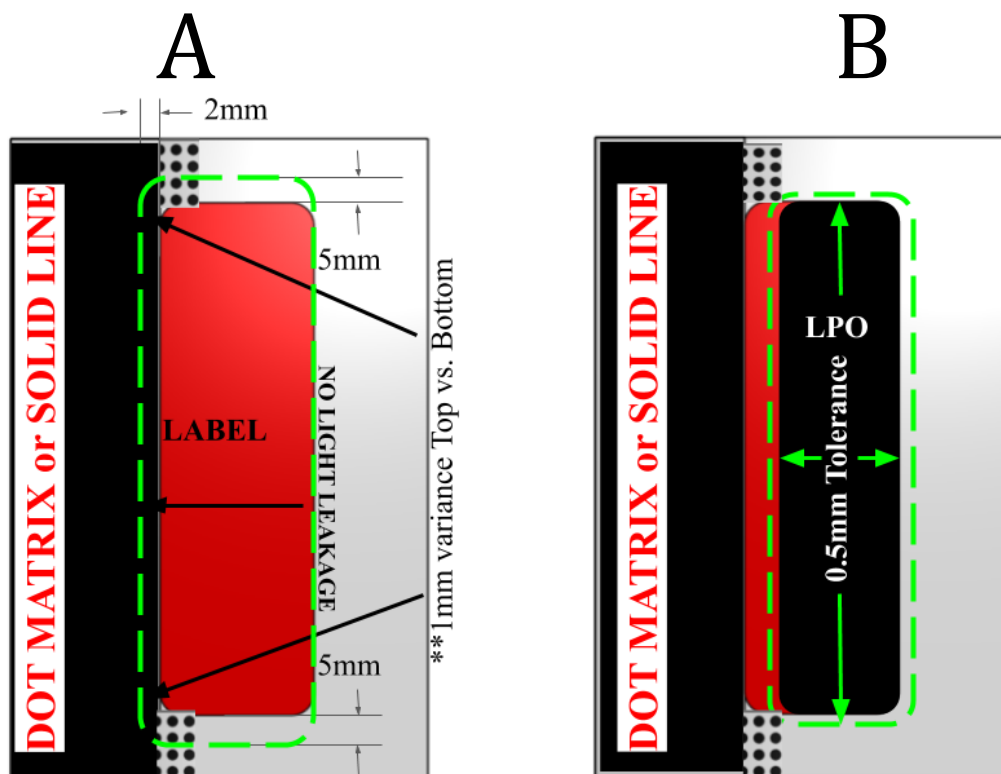 A
B
2mm
DOT MATRIX or SOLID LINE
5mm
LABEL
NO LIGHT LEAKAGE
**1mm variance Top vs. Bottom
5mm
DOT MATRIX or SOLID LINE
LPO
0.5mm Tolerance